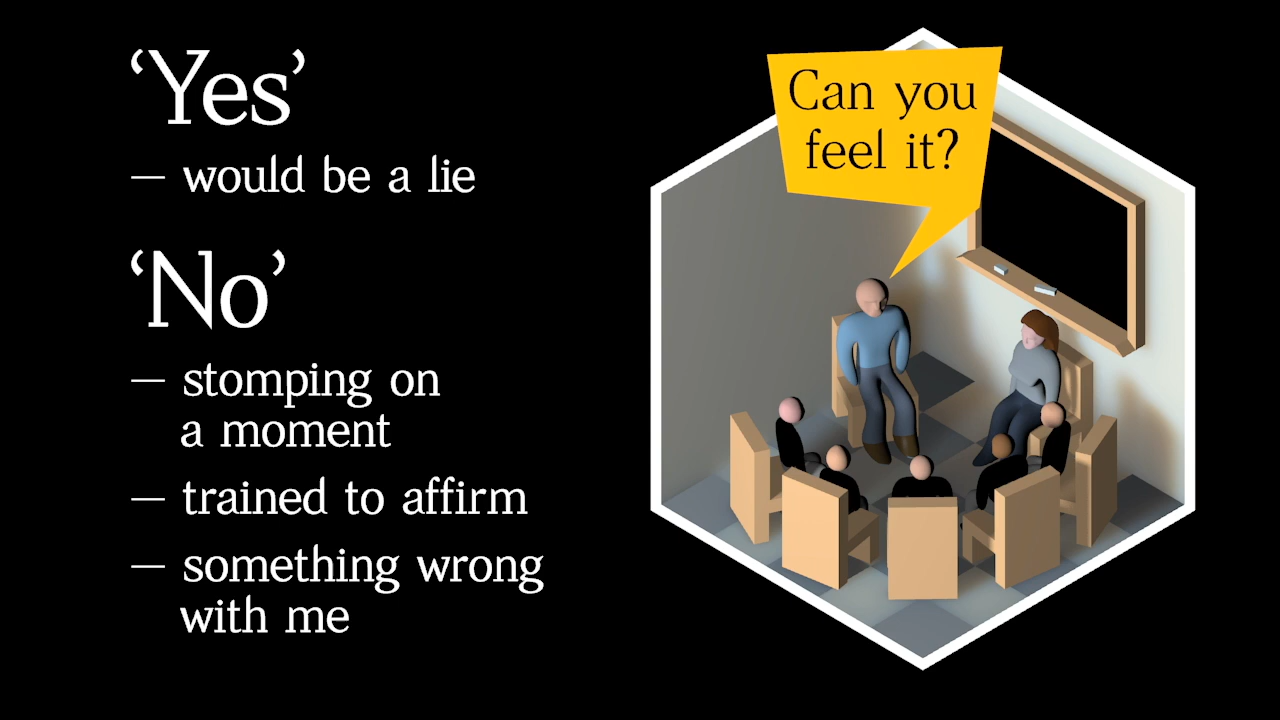 ‘Yes’
— would be a lie
‘No’
— stomping on
a moment
— trained to affirm
— something wrong
with me
Can you
feel it?